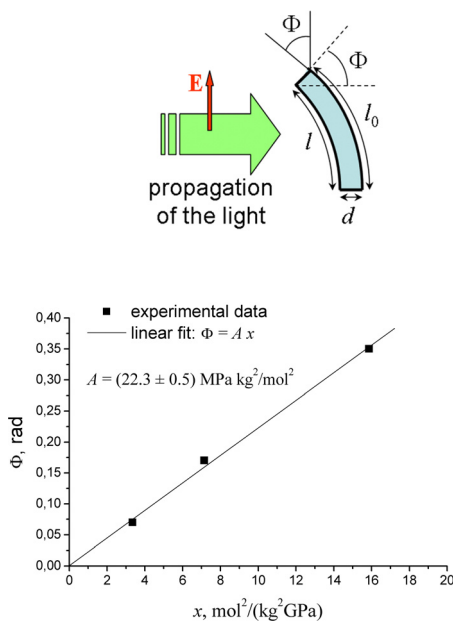 Φ
Φ
E
l
l₀
d
propagation
of the light
experimental data
linear fit: Φ = A x
A = (22.3 ± 0.5) MPa kg²/mol²
0,40
0,35
0,30
0,25
0,20
0,15
0,10
0,05
0,00
Φ, rad
0 2 4 6 8 10 12 14 16 18
x, mol²/(kg²GPa)